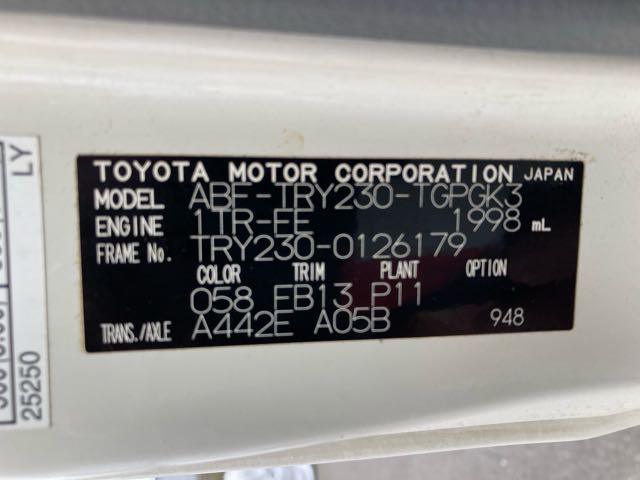 TOYOTA MOTOR CORPORATION JAPAN
MODEL ABF-TRY230-TGPGK3
ENGINE 1TR-FE 1998 mL
FRAME No. TRY230-0126179
COLOR TRIM PLANT OPTION
058 FB13 P11
TRANS./AXLE A442E A05B 948
LY
25250